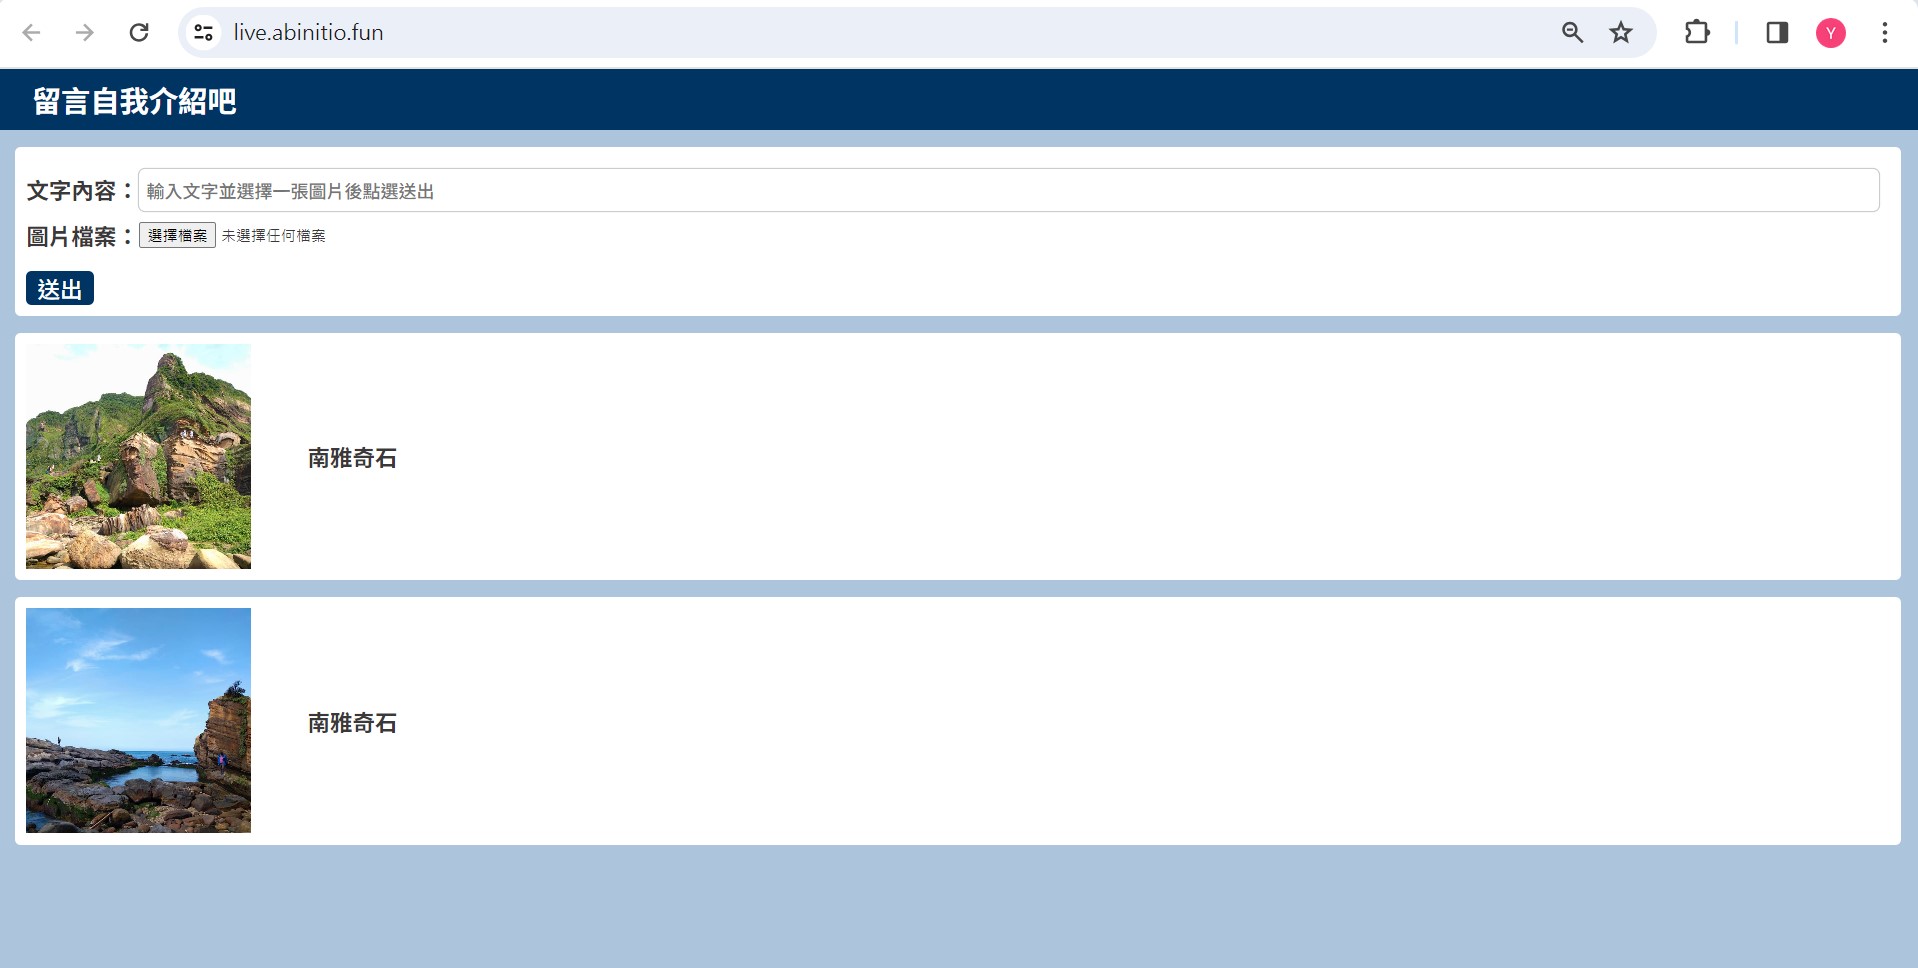 live.abinitio.fun
Y
留言自我介紹吧
文字內容：輸入文字並選擇一張圖片後點選送出
圖片檔案：選擇檔案 未選擇任何檔案
送出
南雅奇石
南雅奇石